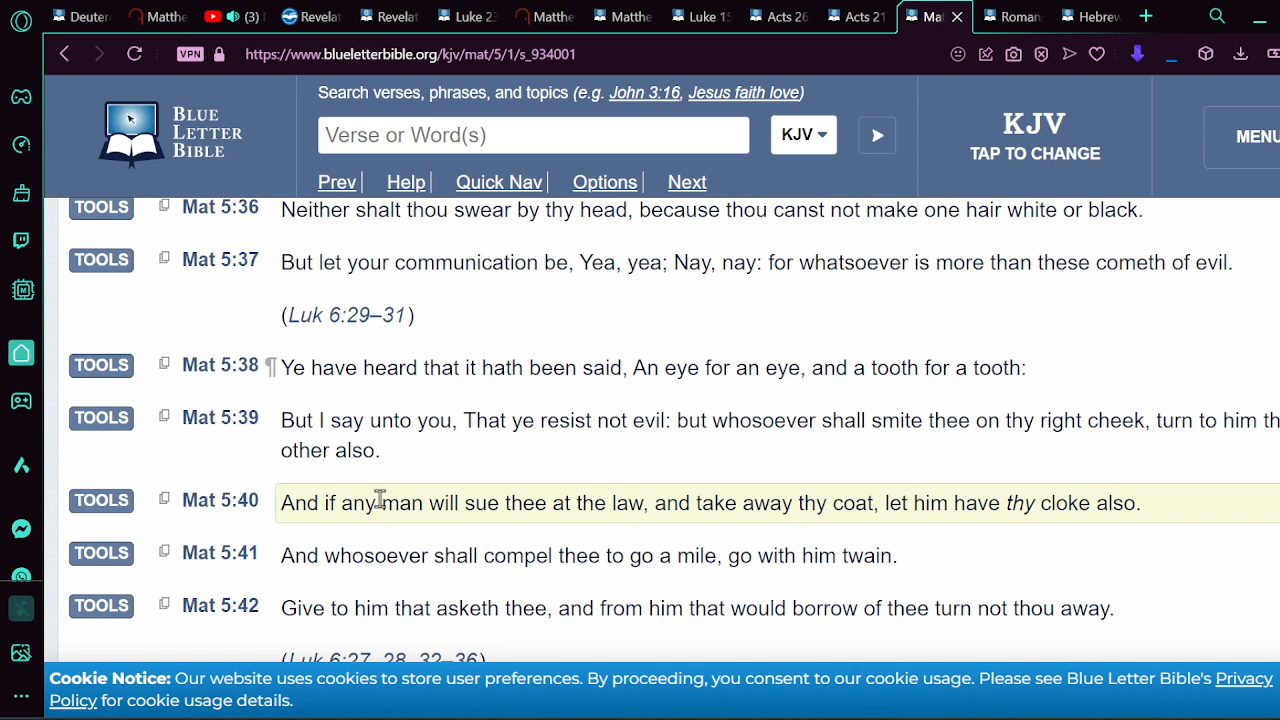 Deuter
Matthe
(3)
Revelat
Revelat
Luke 23
Matthe
Matthe
Luke 15
Acts 26
Acts 21
Mat
Romans
Hebrew
VPN
https://www.blueletterbible.org/kjv/mat/5/1/s_934001
BLUE
LETTER
BIBLE
Search verses, phrases, and topics (e.g. John 3:16, Jesus faith love)
Verse or Word(s)
KJV
Prev Help Quick Nav Options Next
KJV
TAP TO CHANGE
MENU
TOOLS Mat 5:36 Neither shalt thou swear by thy head, because thou canst not make one hair white or black.
TOOLS Mat 5:37 But let your communication be, Yea, yea; Nay, nay: for whatsoever is more than these cometh of evil.
(Luk 6:29–31)
TOOLS Mat 5:38 ¶ Ye have heard that it hath been said, An eye for an eye, and a tooth for a tooth:
TOOLS Mat 5:39 But I say unto you, That ye resist not evil: but whosoever shall smite thee on thy right cheek, turn to him th
other also.
TOOLS Mat 5:40 And if any man will sue thee at the law, and take away thy coat, let him have thy cloke also.
TOOLS Mat 5:41 And whosoever shall compel thee to go a mile, go with him twain.
TOOLS Mat 5:42 Give to him that asketh thee, and from him that would borrow of thee turn not thou away.
(Luk 6:27–28, 32–36)
Cookie Notice: Our website uses cookies to store user preferences. By proceeding, you consent to our cookie usage. Please see Blue Letter Bible's Privacy
Policy for cookie usage details.